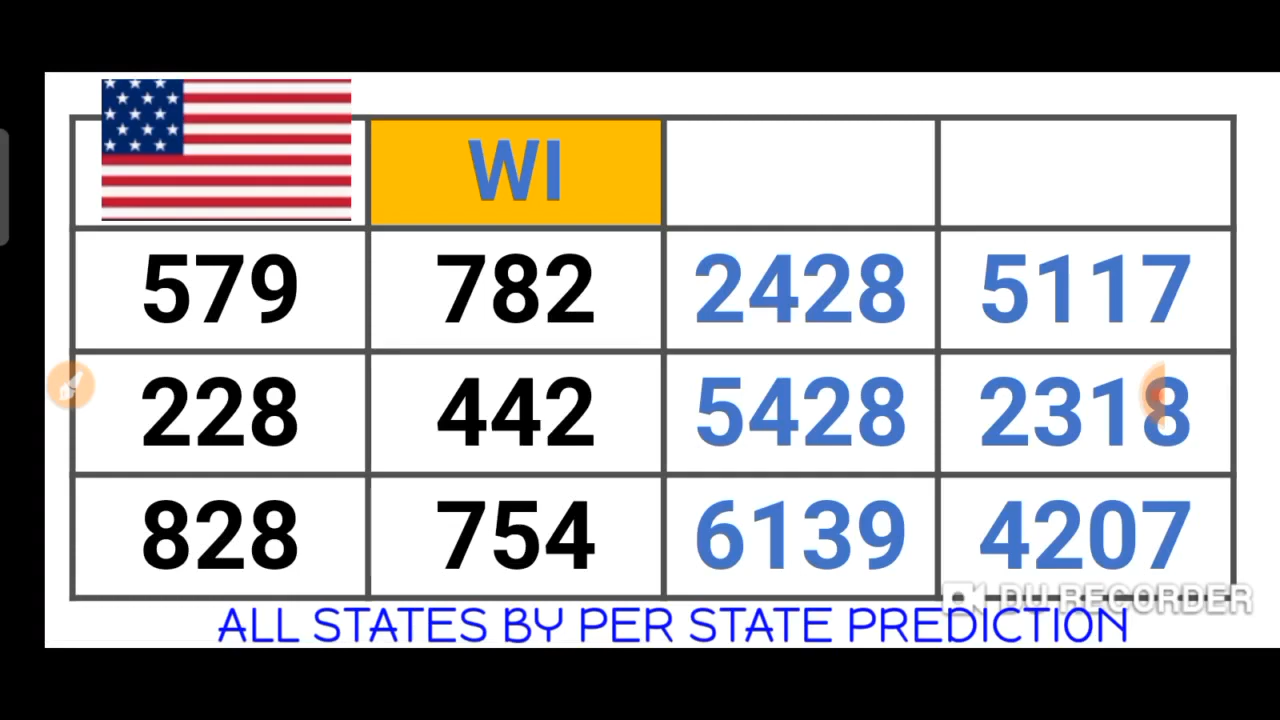 WI
579 782 2428 5117
228 442 5428 2318
828 754 6139 4207
DU RECORDER
ALL STATES BY PER STATE PREDICTION